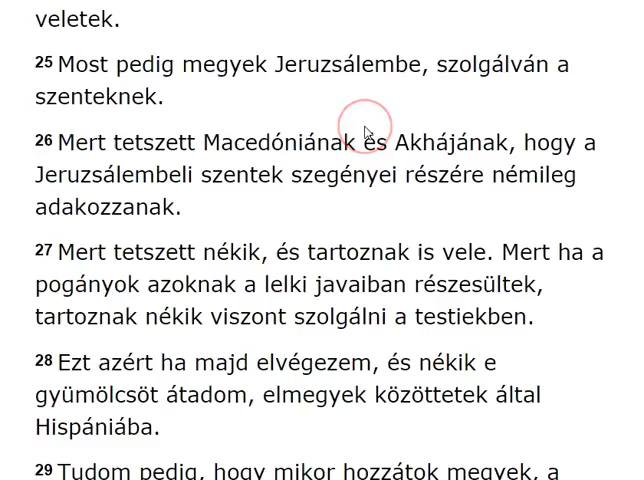 veletek.
25 Most pedig megyek Jeruzsálembe, szolgálván a
szenteknek.
26 Mert tetszett Macedóniának és Akhájának, hogy a
Jeruzsálembeli szentek szegényei részére némileg
adakozzanak.
27 Mert tetszett nékik, és tartoznak is vele. Mert ha a
pogányok azoknak a lelki javaiban részesültek,
tartoznak nékik viszont szolgálni a testiekben.
28 Ezt azért ha majd elvégezem, és nékik e
gyümölcsöt átadom, elmegyek közöttetek által
Hispániába.
29 Tudom pedig, hogy mikor hozzátok megyek, a